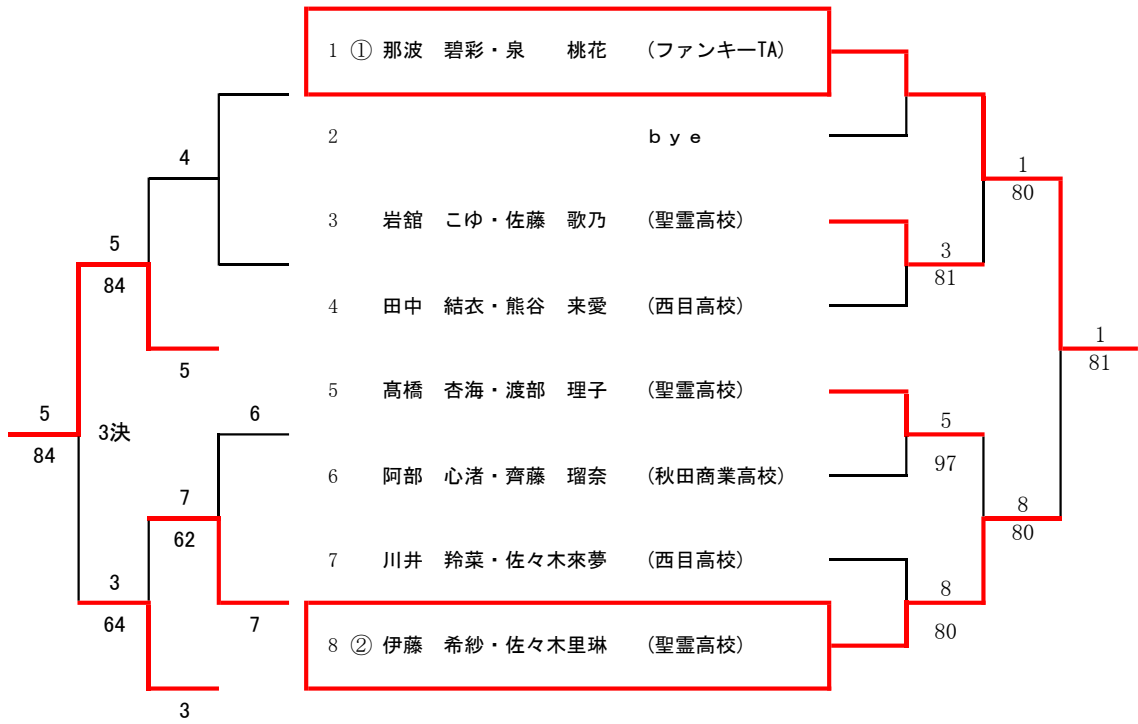 1 ① 那波　碧彩・泉　　桃花　(ファンキーTA)
2 ｂｙｅ
4
1
80
3 岩舘　こゆ・佐藤　歌乃　(聖霊高校)
5
3
84
81
4 田中　結衣・熊谷　来愛　(西目高校)
1
81
5
5 髙橋　杏海・渡部　理子　(聖霊高校)
5
6
5
3決
84
97
6 阿部　心渚・齊藤　瑠奈　(秋田商業高校)
7
8
62
80
7 川井　羚菜・佐々木來夢　(西目高校)
3
8
64
7
80
8 ② 伊藤　希紗・佐々木里琳　(聖霊高校)
3